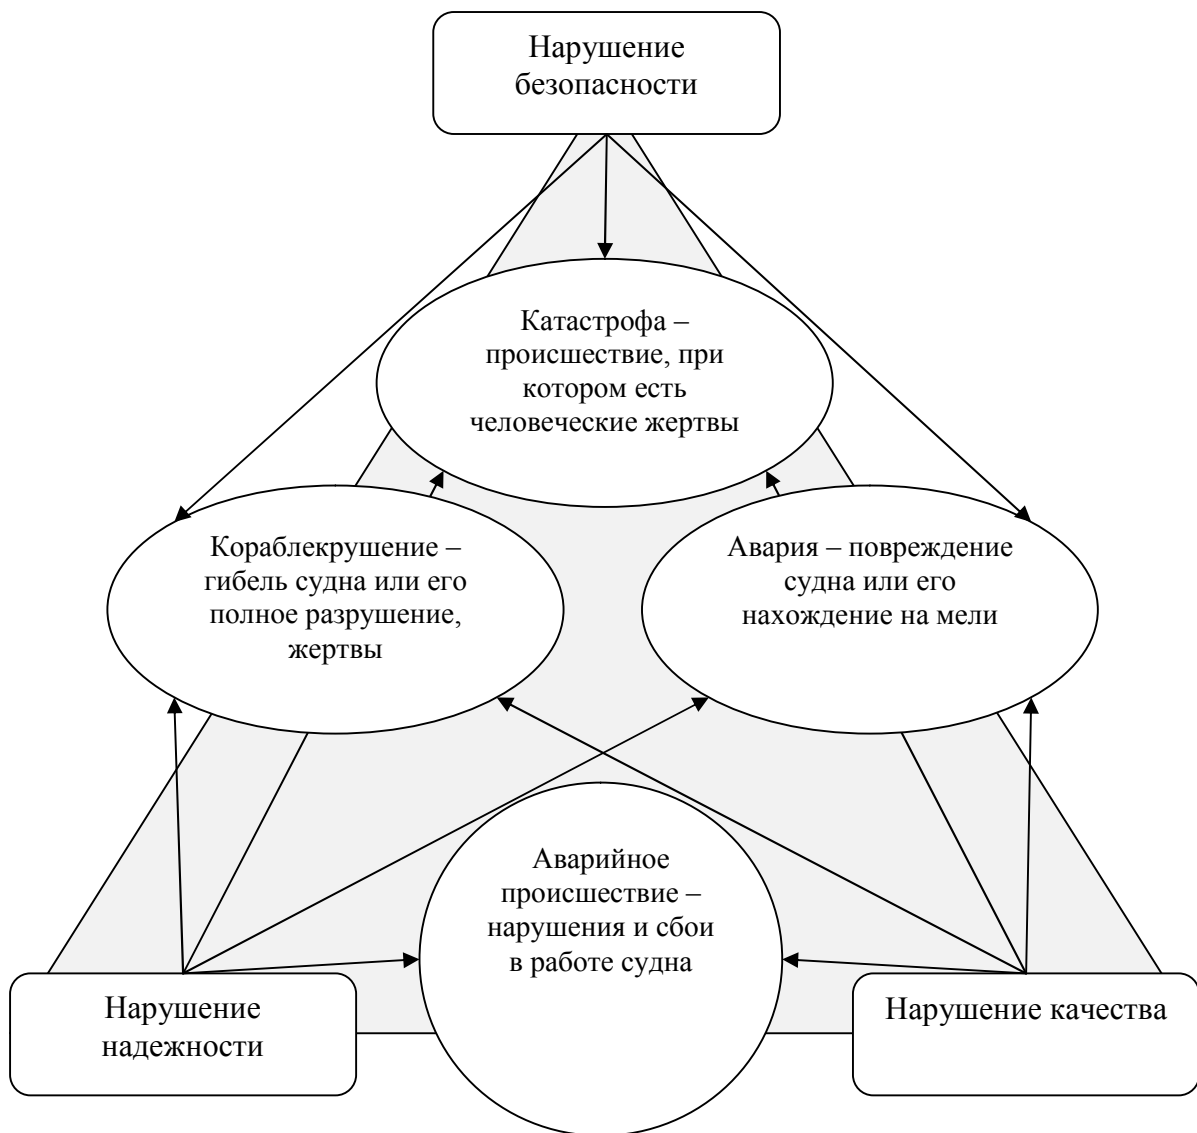 Нарушение
безопасности
Катастрофа –
происшествие, при
котором есть
человеческие жертвы
Кораблекрушение –
гибель судна или его
полное разрушение,
жертвы
Авария – повреждение
судна или его
нахождение на мели
Аварийное
происшествие –
нарушения и сбои
в работе судна
Нарушение
надежности
Нарушение качества